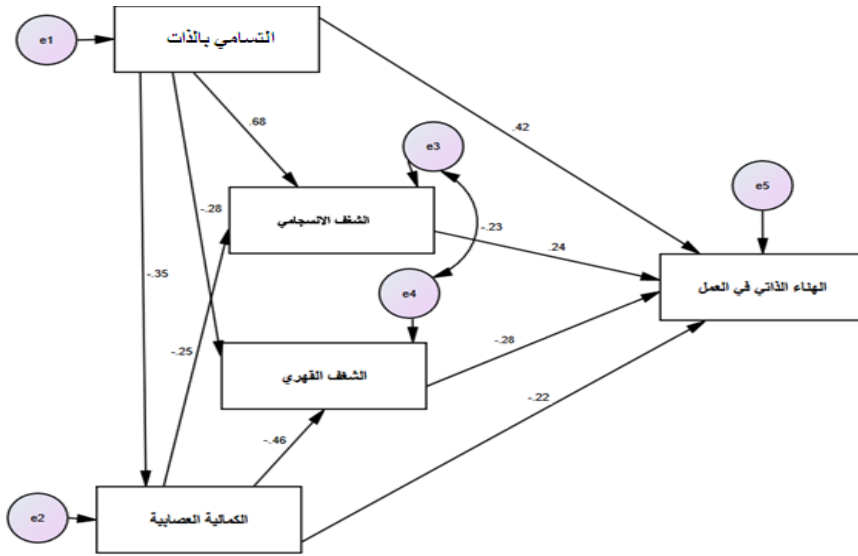 e1
التسامي بالذات
.68
.42
e3
e5
-.28
الشغف الانسجامي
-.23
.24
-.35
e4
الهناء الذاتي في العمل
-.25
-.28
الشغف القهري
-.22
-.46
e2
الكمالية العصابية